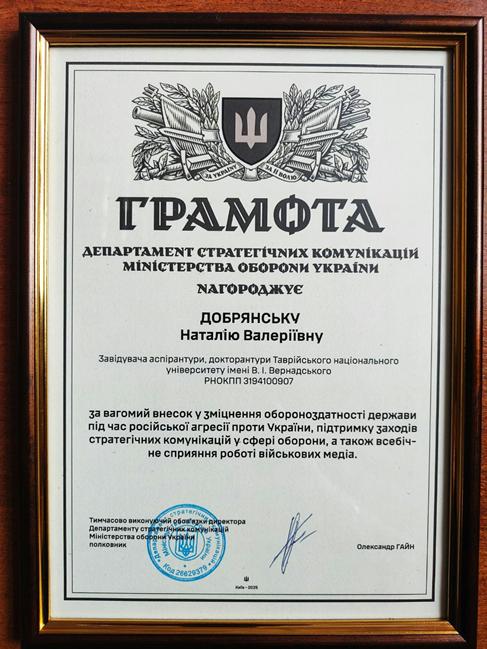 ЗА УКРАЇНУ ЗА ЇЇ ВОЛЮ
ГРАМОТА
ДЕПАРТАМЕНТ СТРАТЕГІЧНИХ КОМУНІКАЦІЙ
МІНІСТЕРСТВА ОБОРОНИ УКРАЇНИ
НАГОРОДЖУЄ
ДОБРЯНСЬКУ
Наталію Валеріївну
Завідувача аспірантури, докторантури Таврійського національного
університету імені В. І. Вернадського
РНОКПП 3194100907
за вагомий внесок у зміцнення обороноздатності держави
під час російської агресії проти України, підтримку заходів
стратегічних комунікацій у сфері оборони, а також всебіч-
не сприяння роботі військових медіа.
Тимчасово виконуючий обов'язки директора
Департаменту стратегічних комунікацій
Міністерства оборони України
полковник
Олександр ГАЙН
Код 26629379
Київ – 2025